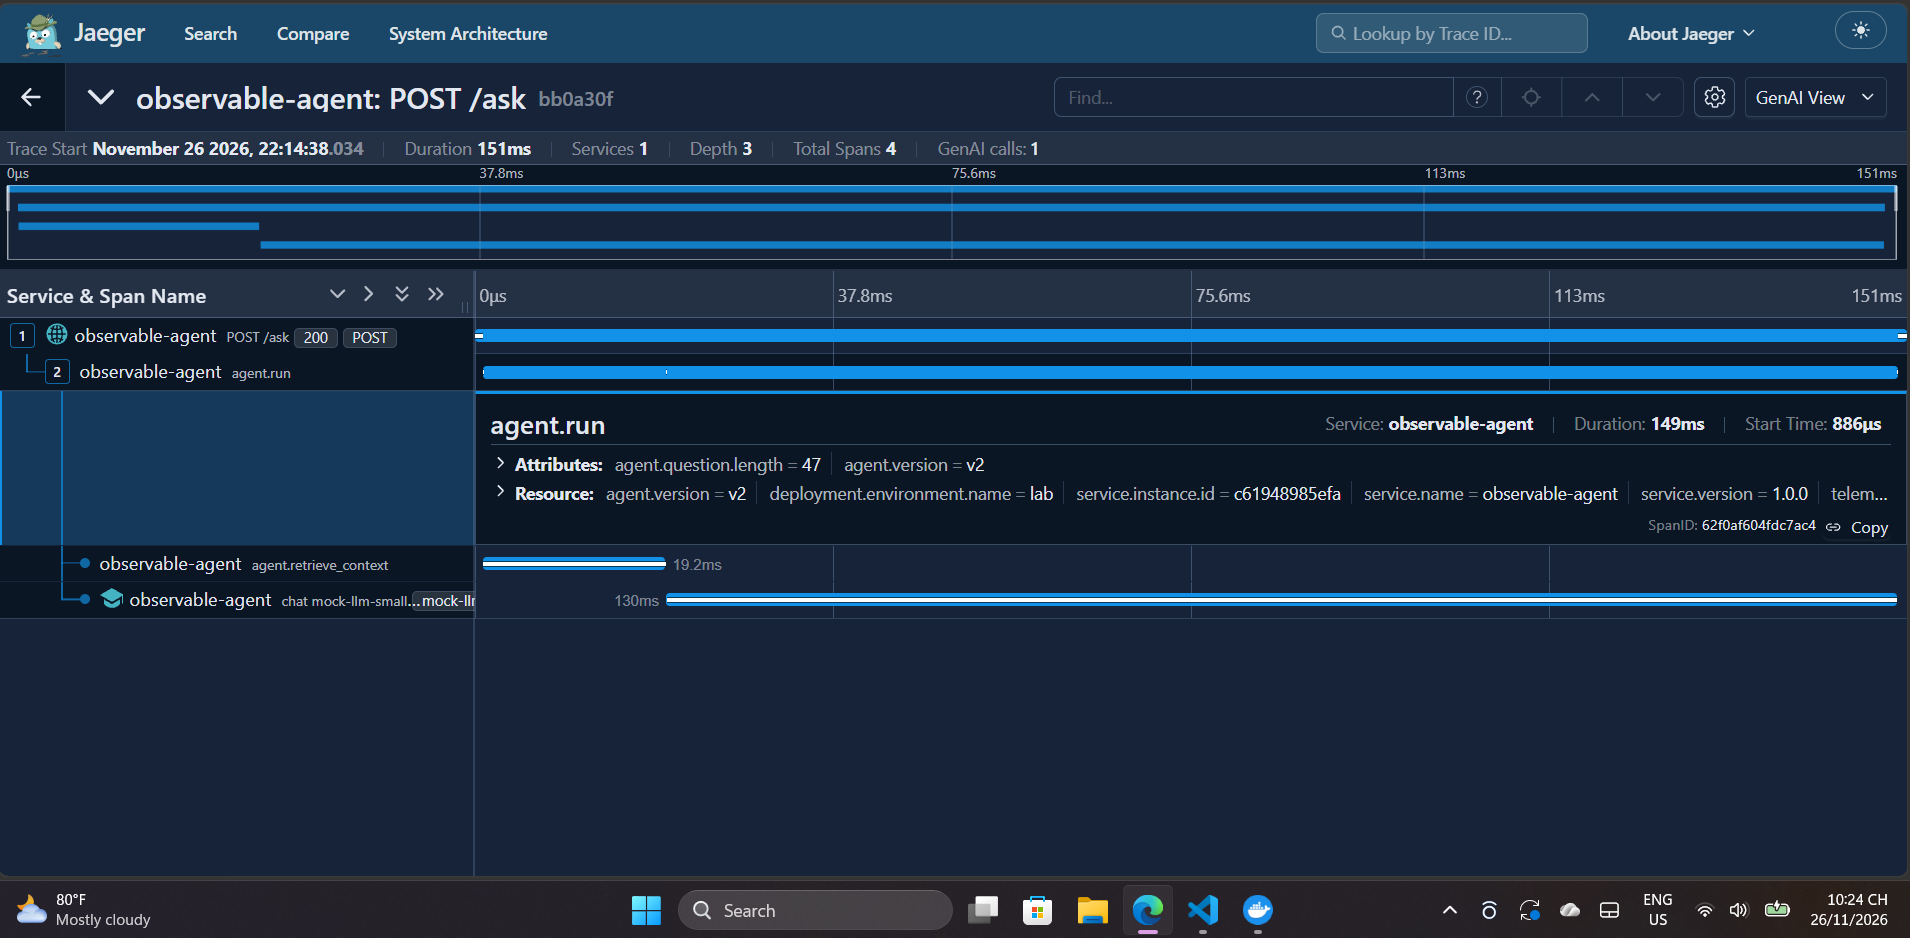 Jaeger Search Compare System Architecture Lookup by Trace ID... About Jaeger
observable-agent: POST /ask bb0a30f Find... GenAI View
Trace Start November 26 2026, 22:14:38.034 Duration 151ms Services 1 Depth 3 Total Spans 4 GenAI calls: 1
0µs 37.8ms 75.6ms 113ms 151ms
Service & Span Name 0µs 37.8ms 75.6ms 113ms 151ms
1 observable-agent POST /ask 200 POST
2 observable-agent agent.run
agent.run Service: observable-agent Duration: 149ms Start Time: 886µs
Attributes: agent.question.length = 47 agent.version = v2
Resource: agent.version = v2 deployment.environment.name = lab service.instance.id = c61948985efa service.name = observable-agent service.version = 1.0.0 telem...
SpanID: 62f0af604fdc7ac4 Copy
observable-agent agent.retrieve_context 19.2ms
observable-agent chat mock-llm-small... mock-llm 130ms
80°F
Mostly cloudy
Search
ENG
US
10:24 CH
26/11/2026